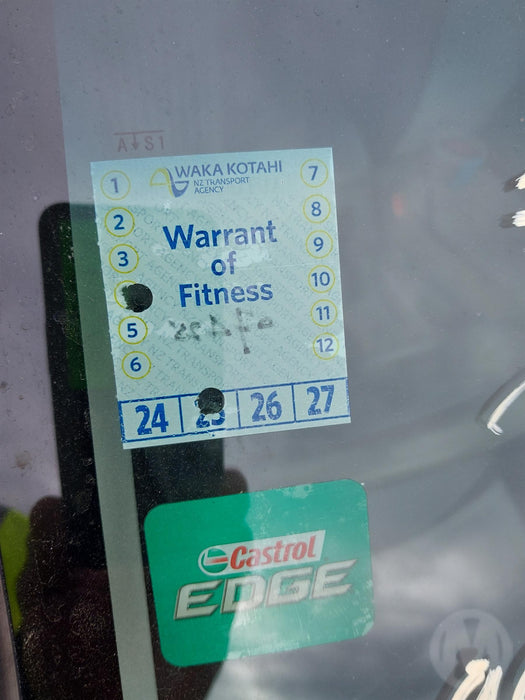 A↓S1
WAKA KOTAHI
NZ TRANSPORT
AGENCY
1
2
3
5
6
7
8
9
10
11
12
Warrant
of
Fitness
24 25 26 27
Castrol
EDGE